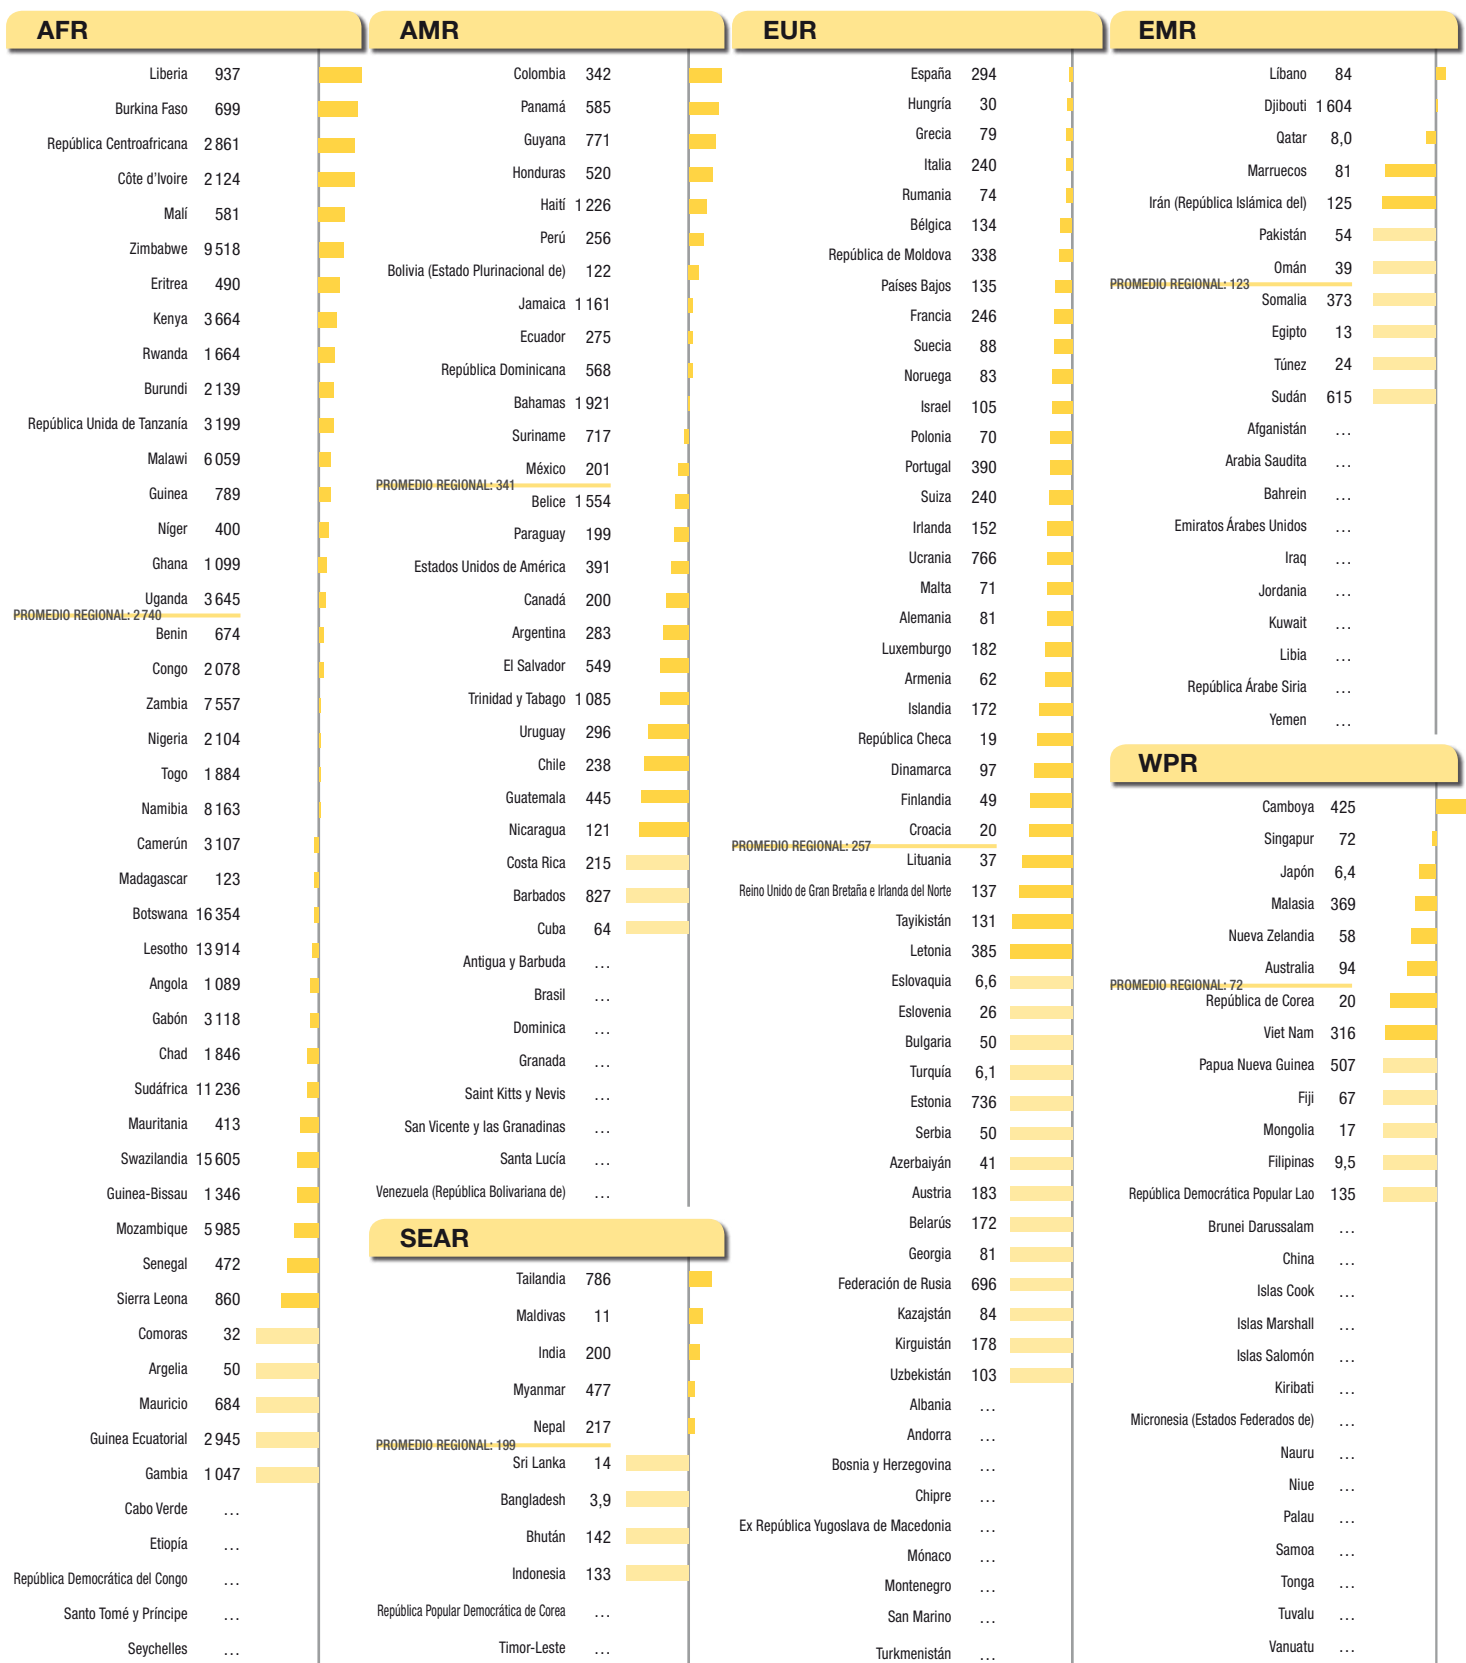 AFR
Liberia 937
Burkina Faso 699
República Centroafricana 2 861
Côte d'Ivoire 2 124
Malí 581
Zimbabwe 9 518
Eritrea 490
Kenya 3 664
Rwanda 1 664
Burundi 2 139
República Unida de Tanzanía 3 199
Malawi 6 059
Guinea 789
Níger 400
Ghana 1 099
Uganda 3 645
PROMEDIO REGIONAL: 2 740
Benin 674
Congo 2 078
Zambia 7 557
Nigeria 2 104
Togo 1 884
Namibia 8 163
Camerún 3 107
Madagascar 123
Botswana 16 354
Lesotho 13 914
Angola 1 089
Gabón 3 118
Chad 1 846
Sudáfrica 11 236
Mauritania 413
Swazilandia 15 605
Guinea-Bissau 1 346
Mozambique 5 985
Senegal 472
Sierra Leona 860
Comoras 32
Argelia 50
Mauricio 684
Guinea Ecuatorial 2 945
Gambia 1 047
Cabo Verde ...
Etiopía ...
República Democrática del Congo ...
Santo Tomé y Príncipe ...
Seychelles ...
AMR
Colombia 342
Panamá 585
Guyana 771
Honduras 520
Haití 1 226
Perú 256
Bolivia (Estado Plurinacional de) 122
Jamaica 1 161
Ecuador 275
República Dominicana 568
Bahamas 1 921
Suriname 717
México 201
PROMEDIO REGIONAL: 341
Belice 1 554
Paraguay 199
Estados Unidos de América 391
Canadá 200
Argentina 283
El Salvador 549
Trinidad y Tabago 1 085
Uruguay 296
Chile 238
Guatemala 445
Nicaragua 121
Costa Rica 215
Barbados 827
Cuba 64
Antigua y Barbuda ...
Brasil ...
Dominica ...
Granada ...
Saint Kitts y Nevis ...
San Vicente y las Granadinas ...
Santa Lucía ...
Venezuela (República Bolivariana de) ...
SEAR
Tailandia 786
Maldivas 11
India 200
Myanmar 477
Nepal 217
PROMEDIO REGIONAL: 199
Sri Lanka 14
Bangladesh 3,9
Bhután 142
Indonesia 133
República Popular Democrática de Corea ...
Timor-Leste ...
EUR
España 294
Hungría 30
Grecia 79
Italia 240
Rumania 74
Bélgica 134
República de Moldova 338
Países Bajos 135
Francia 246
Suecia 88
Noruega 83
Israel 105
Polonia 70
Portugal 390
Suiza 240
Irlanda 152
Ucrania 766
Malta 71
Alemania 81
Luxemburgo 182
Armenia 62
Islandia 172
República Checa 19
Dinamarca 97
Finlandia 49
Croacia 20
PROMEDIO REGIONAL: 257
Lituania 37
Reino Unido de Gran Bretaña e Irlanda del Norte 137
Tayikistán 131
Letonia 385
Eslovaquia 6,6
Eslovenia 26
Bulgaria 50
Turquía 6,1
Estonia 736
Serbia 50
Azerbaiyán 41
Austria 183
Belarús 172
Georgia 81
Federación de Rusia 696
Kazajstán 84
Kirguistán 178
Uzbekistán 103
Albania ...
Andorra ...
Bosnia y Herzegovina ...
Chipre ...
Ex República Yugoslava de Macedonia ...
Mónaco ...
Montenegro ...
San Marino ...
Turkmenistán ...
EMR
Líbano 84
Djibouti 1 604
Qatar 8,0
Marruecos 81
Irán (República Islámica del) 125
Pakistán 54
Omán 39
PROMEDIO REGIONAL: 123
Somalia 373
Egipto 13
Túnez 24
Sudán 615
Afganistán ...
Arabia Saudita ...
Bahrein ...
Emiratos Árabes Unidos ...
Iraq ...
Jordania ...
Kuwait ...
Libia ...
República Árabe Siria ...
Yemen ...
WPR
Camboya 425
Singapur 72
Japón 6,4
Malasia 369
Nueva Zelandia 58
Australia 94
PROMEDIO REGIONAL: 72
República de Corea 20
Viet Nam 316
Papua Nueva Guinea 507
Fiji 67
Mongolia 17
Filipinas 9,5
República Democrática Popular Lao 135
Brunei Darussalam ...
China ...
Islas Cook ...
Islas Marshall ...
Islas Salomón ...
Kiribati ...
Micronesia (Estados Federados de) ...
Nauru ...
Niue ...
Palau ...
Samoa ...
Tonga ...
Tuvalu ...
Vanuatu ...